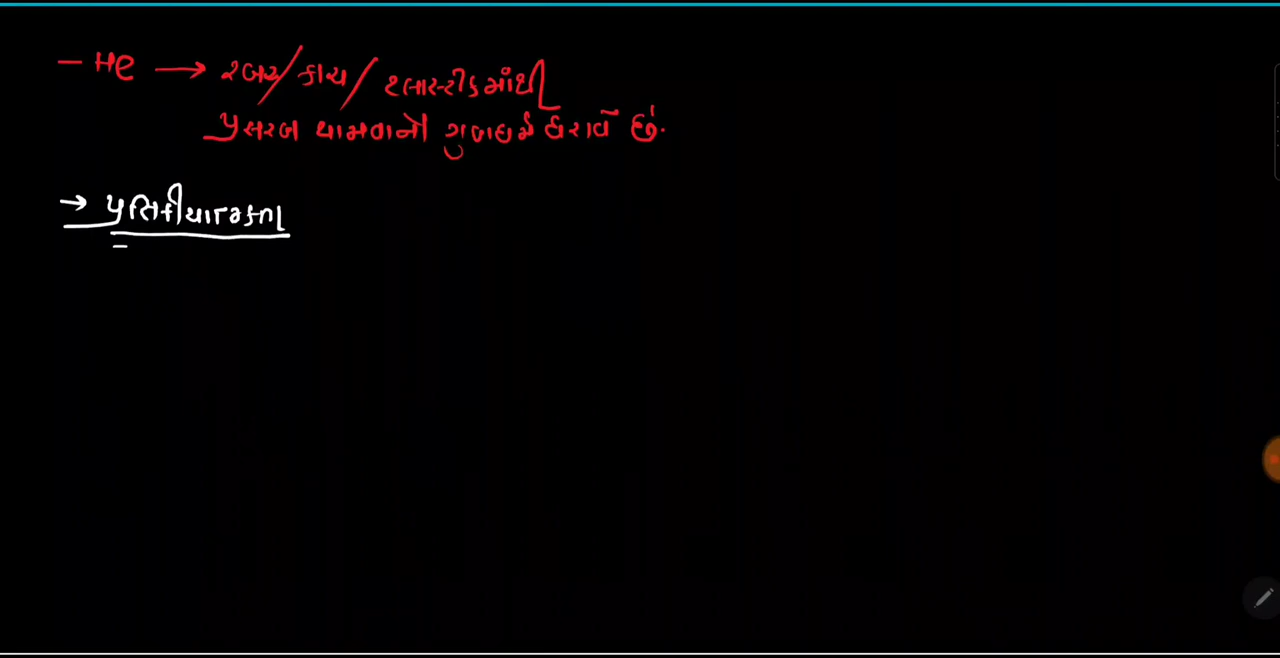 – He → રબર/કાચ/પ્લાસ્ટીકમાંથી
પ્રસરણ પામવાનો ગુણધર્મ ધરાવે છે.
→ પ્રતિક્રીયાત્મકતા